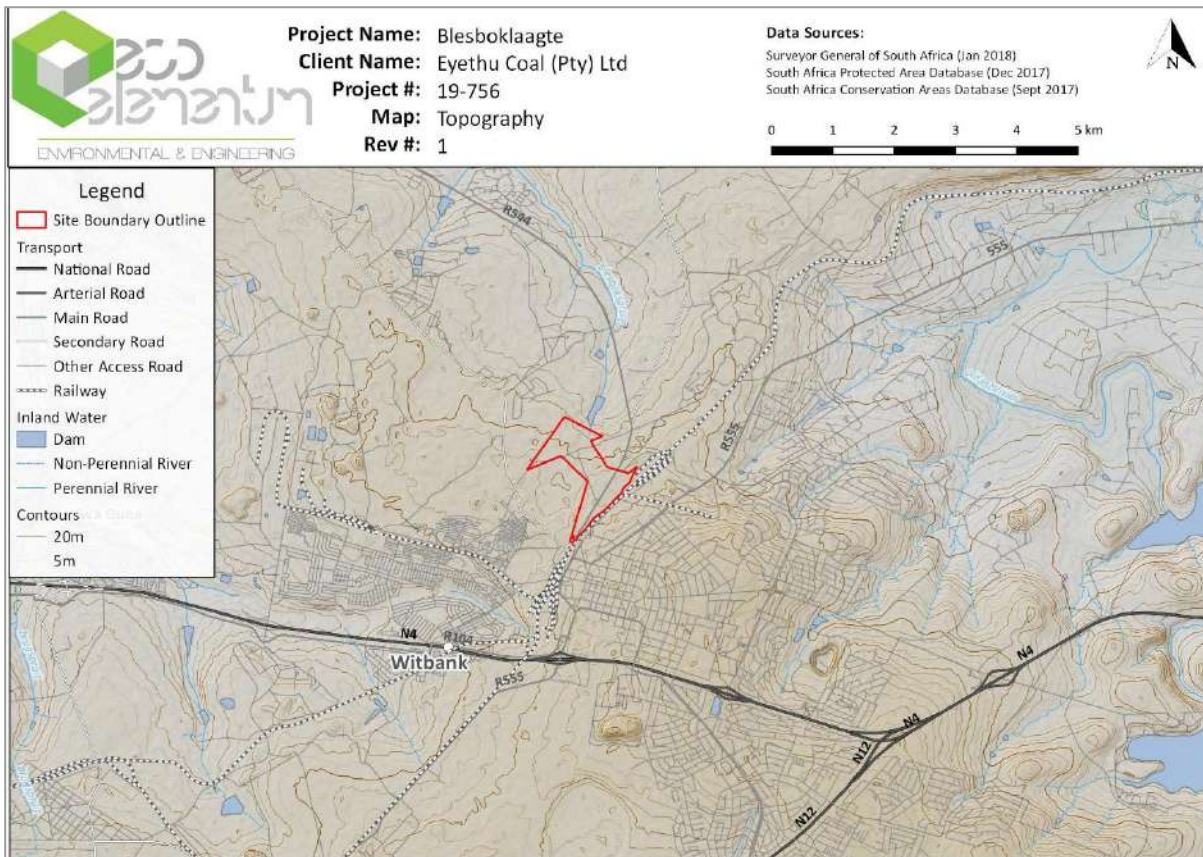 eco
elementum
ENVIRONMENTAL & ENGINEERING
Project Name: Blesboklaagte
Client Name: Eyethu Coal (Pty) Ltd
Project #: 19-756
Map: Topography
Rev #: 1
Data Sources:
Surveyor General of South Africa (Jan 2018)
South Africa Protected Area Database (Dec 2017)
South Africa Conservation Areas Database (Sept 2017)
N
0 1 2 3 4 5 km
Legend
Site Boundary Outline
Transport
National Road
Arterial Road
Main Road
Secondary Road
Other Access Road
Railway
Inland Water
Dam
Non-Perennial River
Perennial River
Contours
20m
5m
R544
555
R555
N4
R104
Witbank
R555
N4
N4
N12
N12